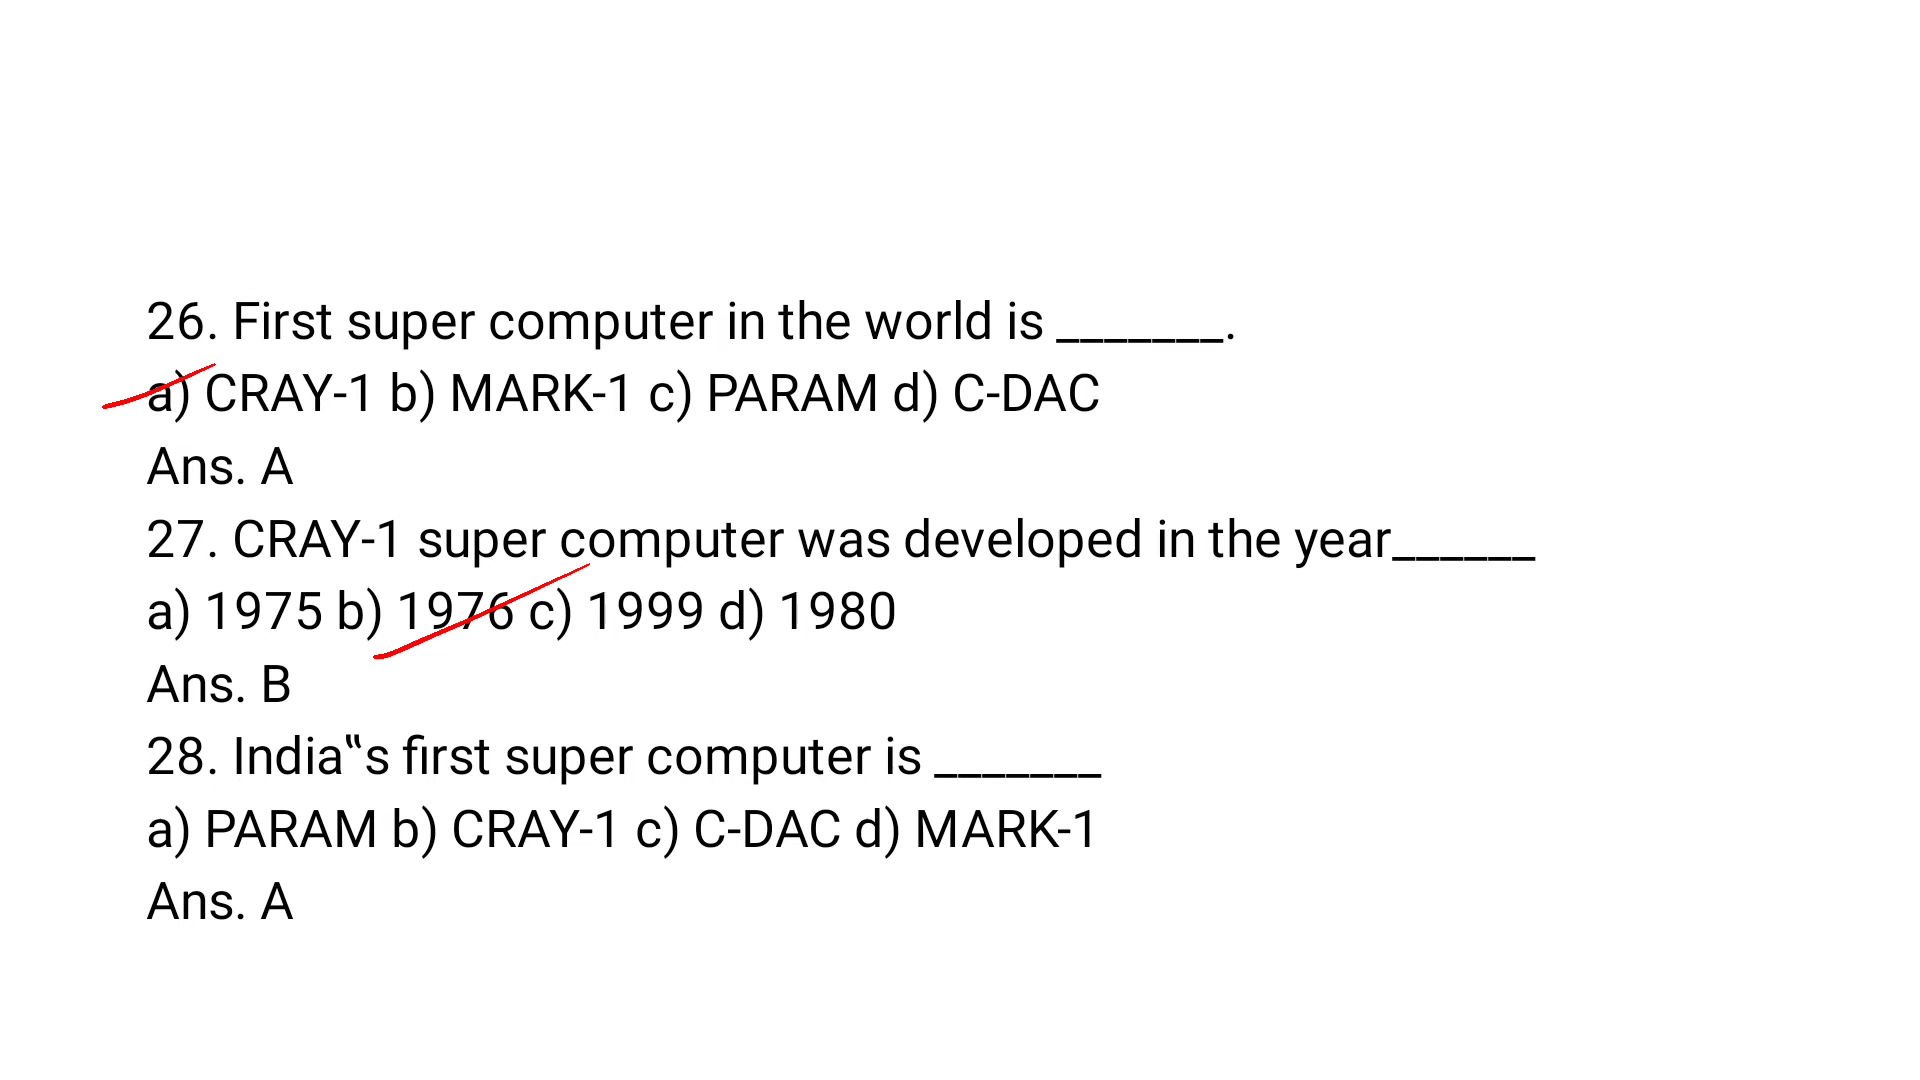 26. First super computer in the world is _______.
a) CRAY-1 b) MARK-1 c) PARAM d) C-DAC
Ans. A
27. CRAY-1 super computer was developed in the year______
a) 1975 b) 1976 c) 1999 d) 1980
Ans. B
28. India‟s first super computer is _______
a) PARAM b) CRAY-1 c) C-DAC d) MARK-1
Ans. A